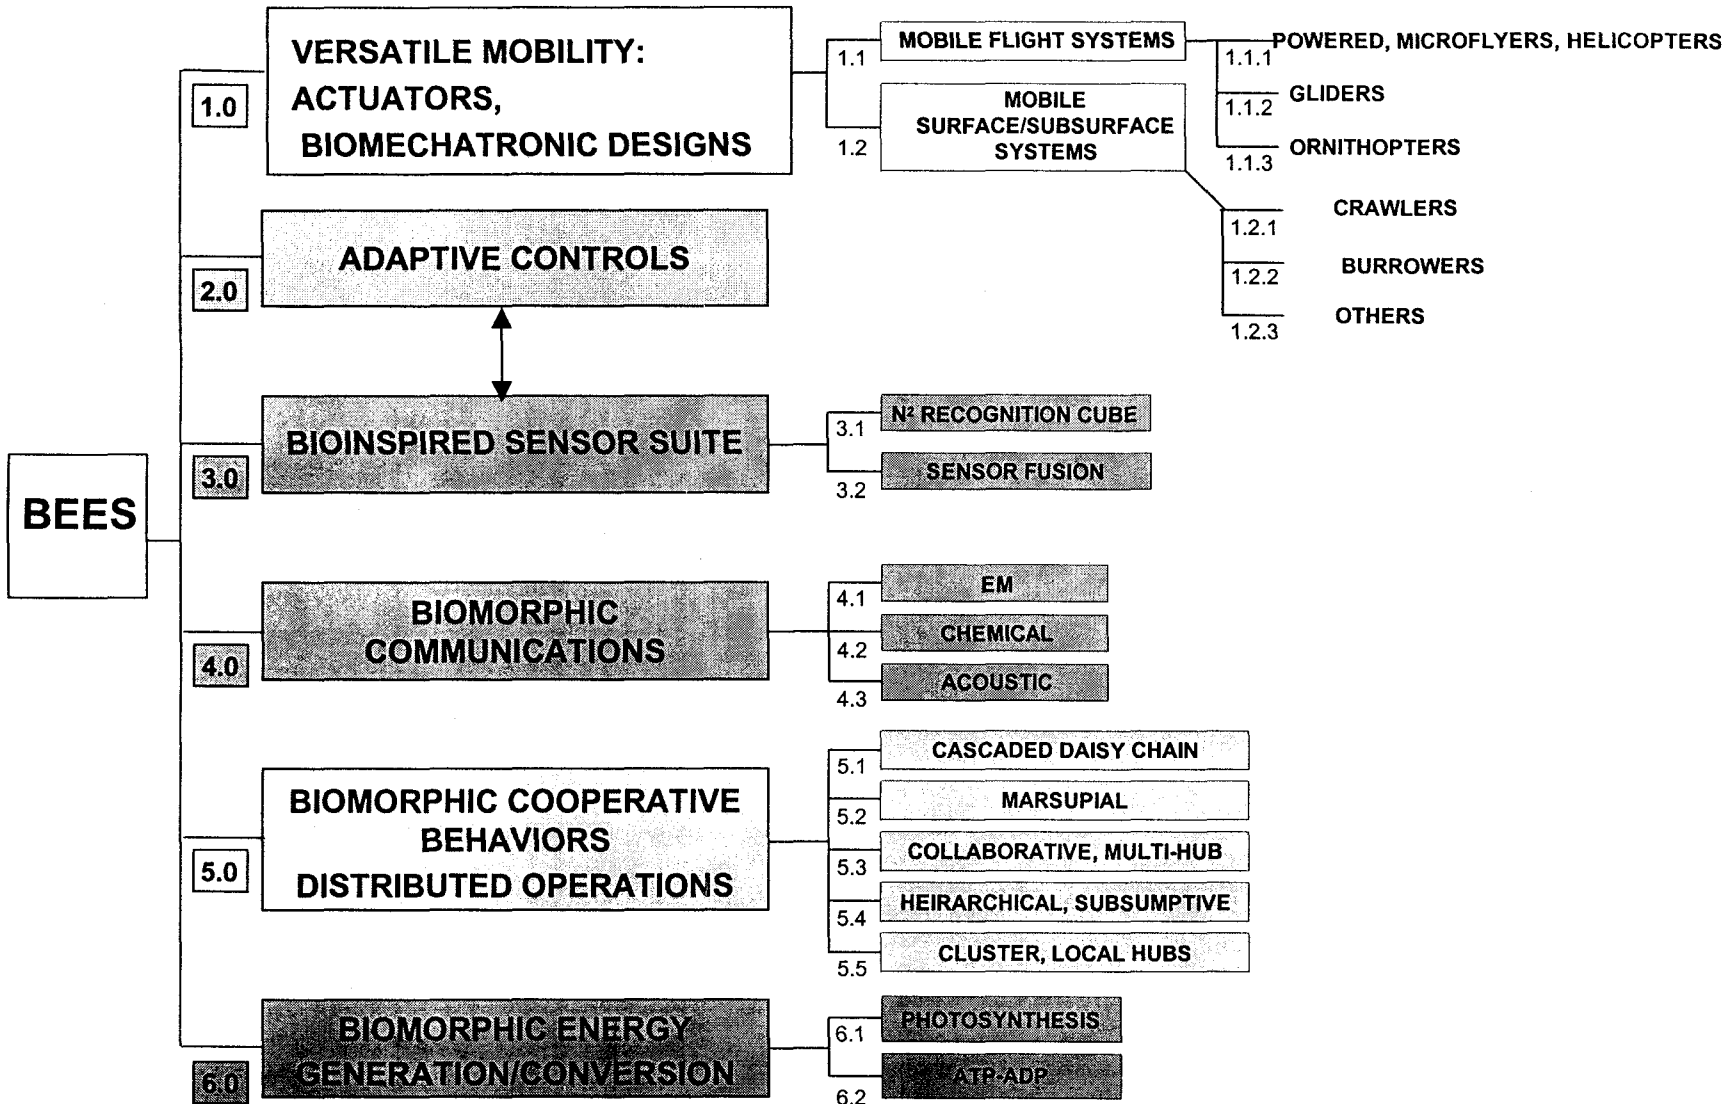 BEES
1.0
VERSATILE MOBILITY:
ACTUATORS,
BIOMECHATRONIC DESIGNS
1.1
MOBILE FLIGHT SYSTEMS
1.1.1
POWERED, MICROFLYERS, HELICOPTERS
1.1.2
GLIDERS
1.1.3
ORNITHOPTERS
1.2
MOBILE
SURFACE/SUBSURFACE
SYSTEMS
1.2.1
CRAWLERS
1.2.2
BURROWERS
1.2.3
OTHERS
2.0
ADAPTIVE CONTROLS
3.0
BIOINSPIRED SENSOR SUITE
3.1
N² RECOGNITION CUBE
3.2
SENSOR FUSION
4.0
BIOMORPHIC
COMMUNICATIONS
4.1
EM
4.2
CHEMICAL
4.3
ACOUSTIC
5.0
BIOMORPHIC COOPERATIVE
BEHAVIORS
DISTRIBUTED OPERATIONS
5.1
CASCADED DAISY CHAIN
5.2
MARSUPIAL
5.3
COLLABORATIVE, MULTI-HUB
5.4
HEIRARCHICAL, SUBSUMPTIVE
5.5
CLUSTER, LOCAL HUBS
6.0
BIOMORPHIC ENERGY
GENERATION/CONVERSION
6.1
PHOTOSYNTHESIS
6.2
ATP-ADP